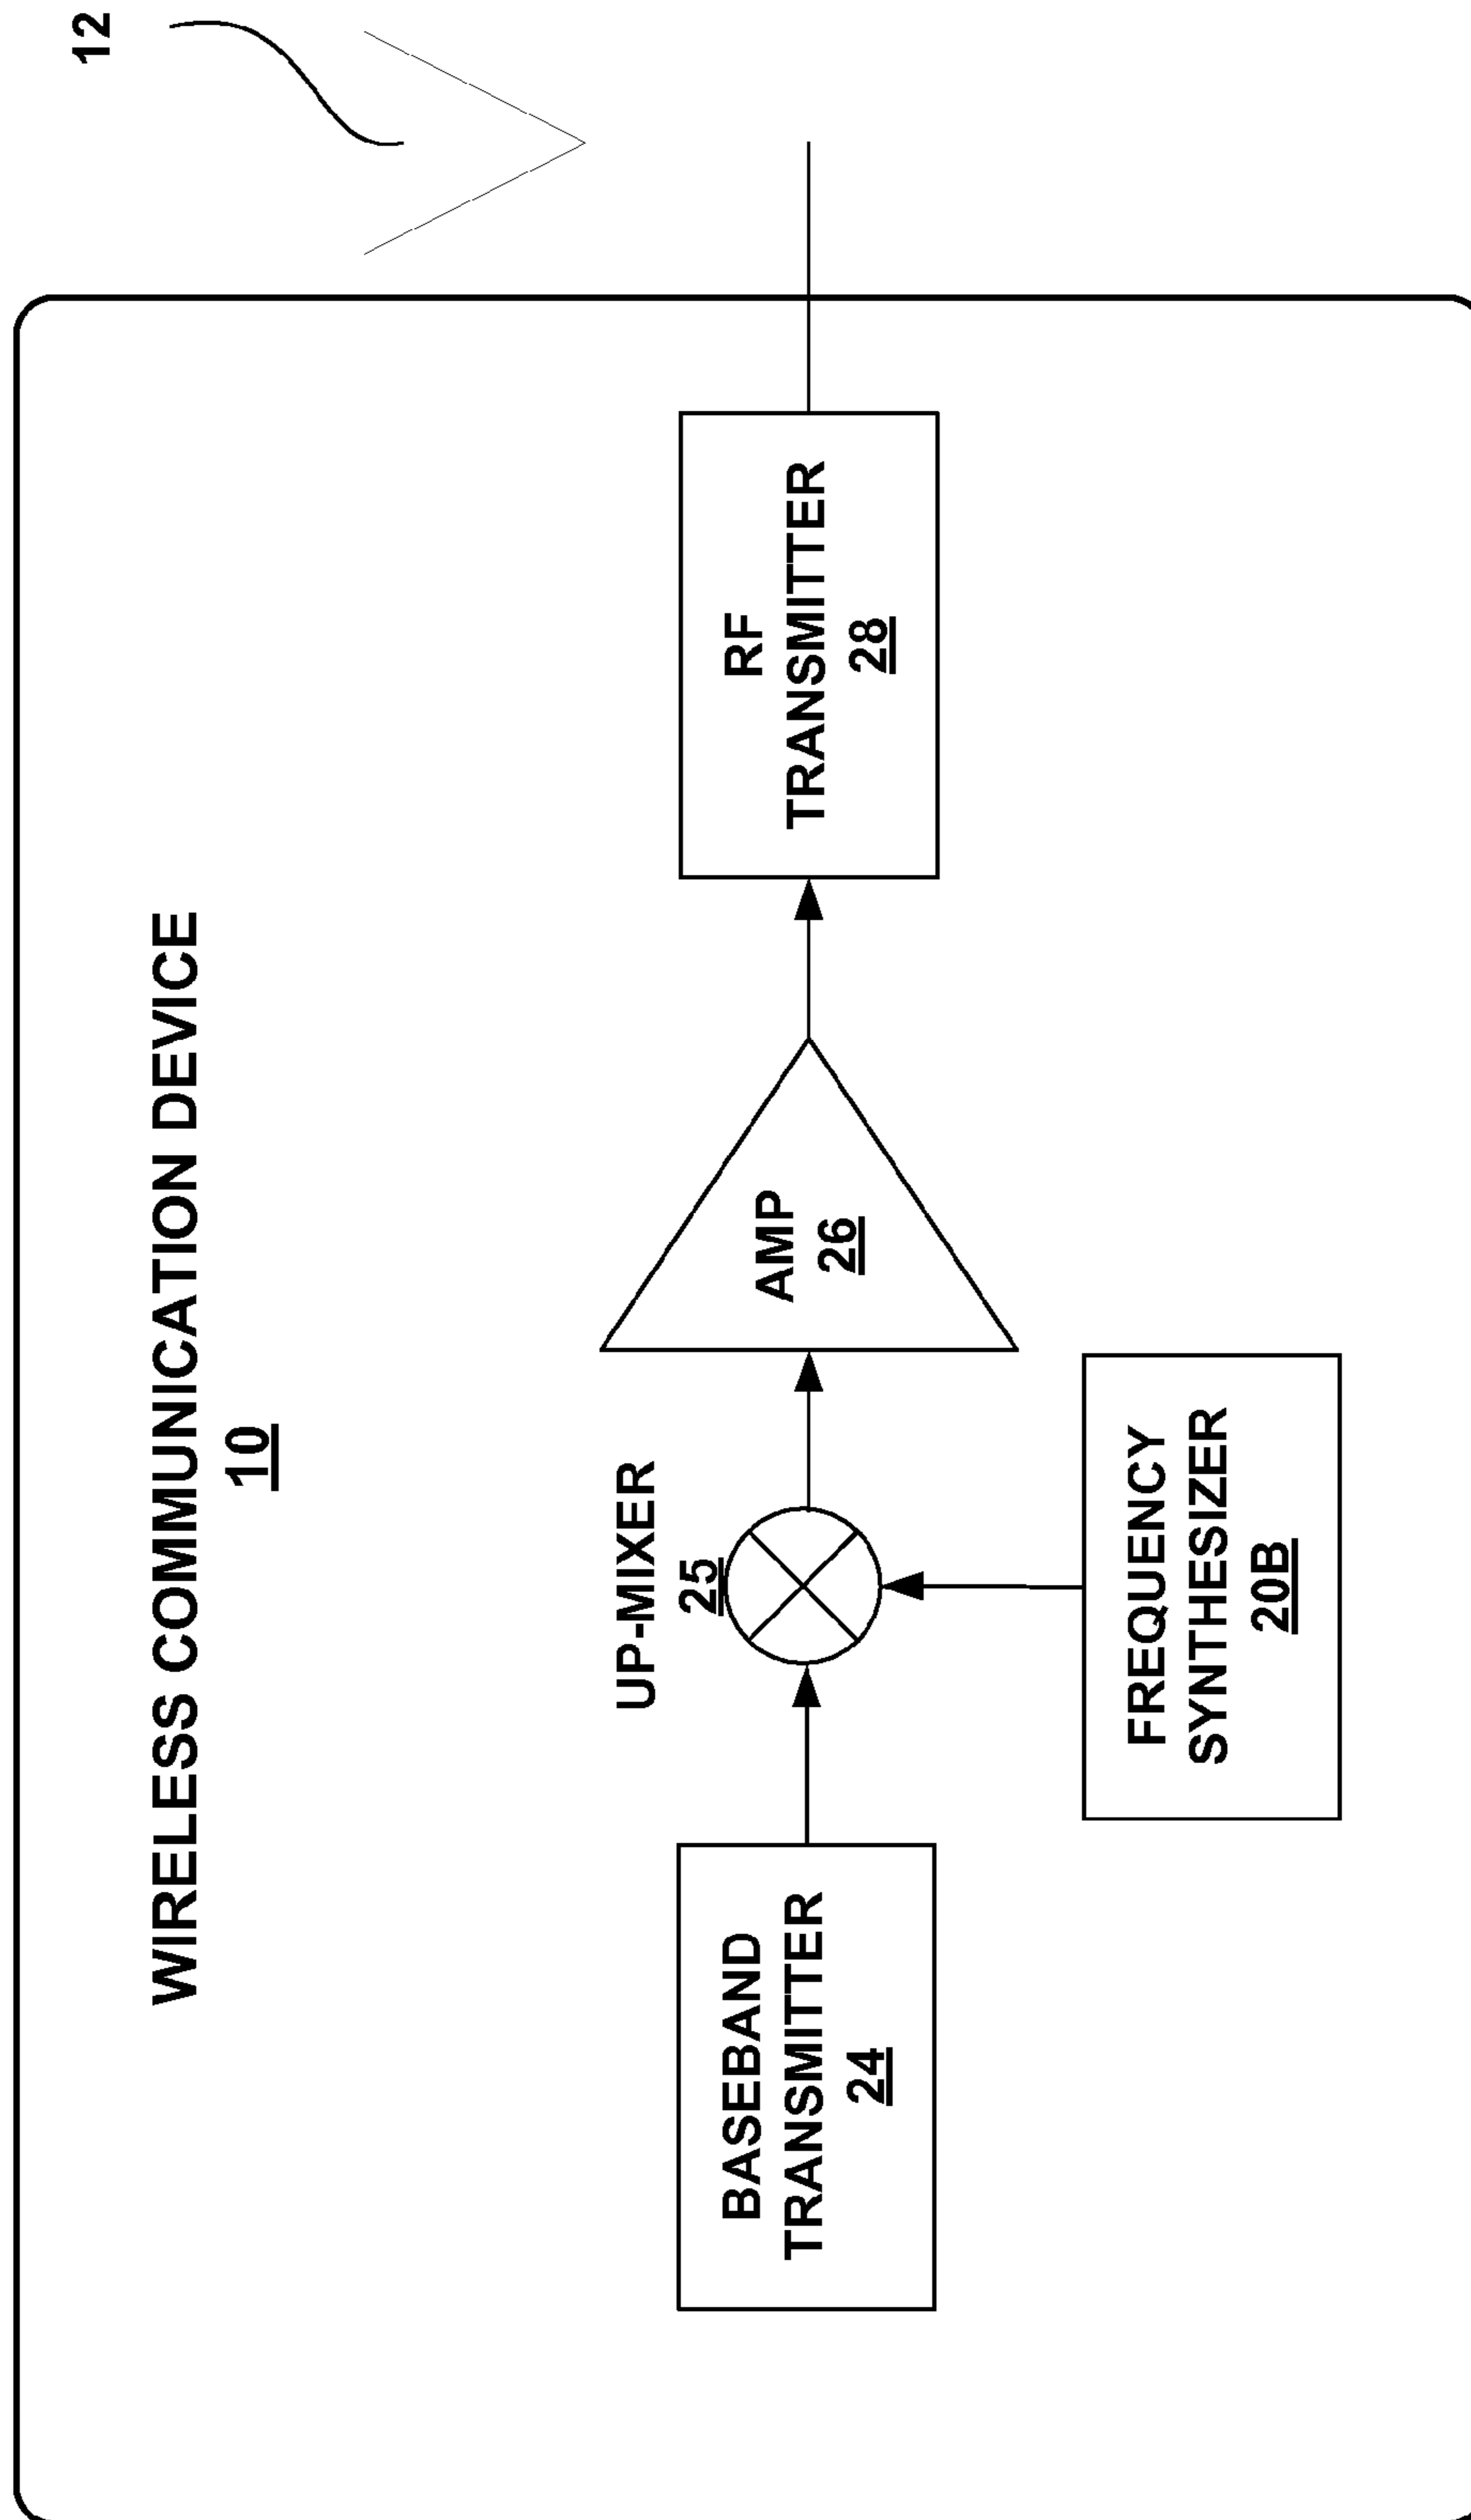 WIRELESS COMMUNICATION DEVICE
10
12
UP-MIXER
25
BASEBAND
TRANSMITTER
24
AMP
26
RF
TRANSMITTER
28
FREQUENCY
SYNTHESIZER
20B